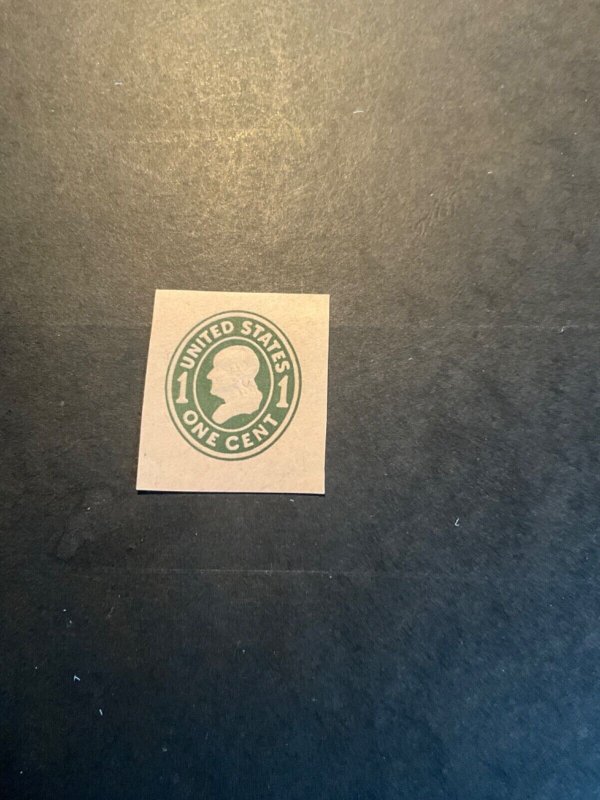 UNITED STATES
1 1
ONE CENT